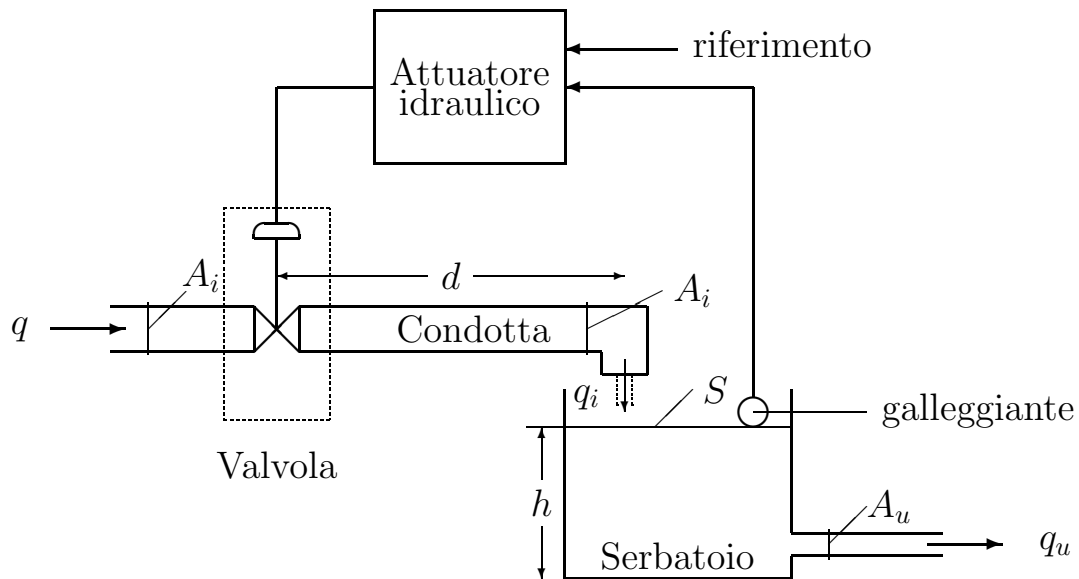 riferimento
Attuatore
idraulico
A_i
d
A_i
q
Condotta
q_i
S
galleggiante
Valvola
h
A_u
Serbatoio
q_u